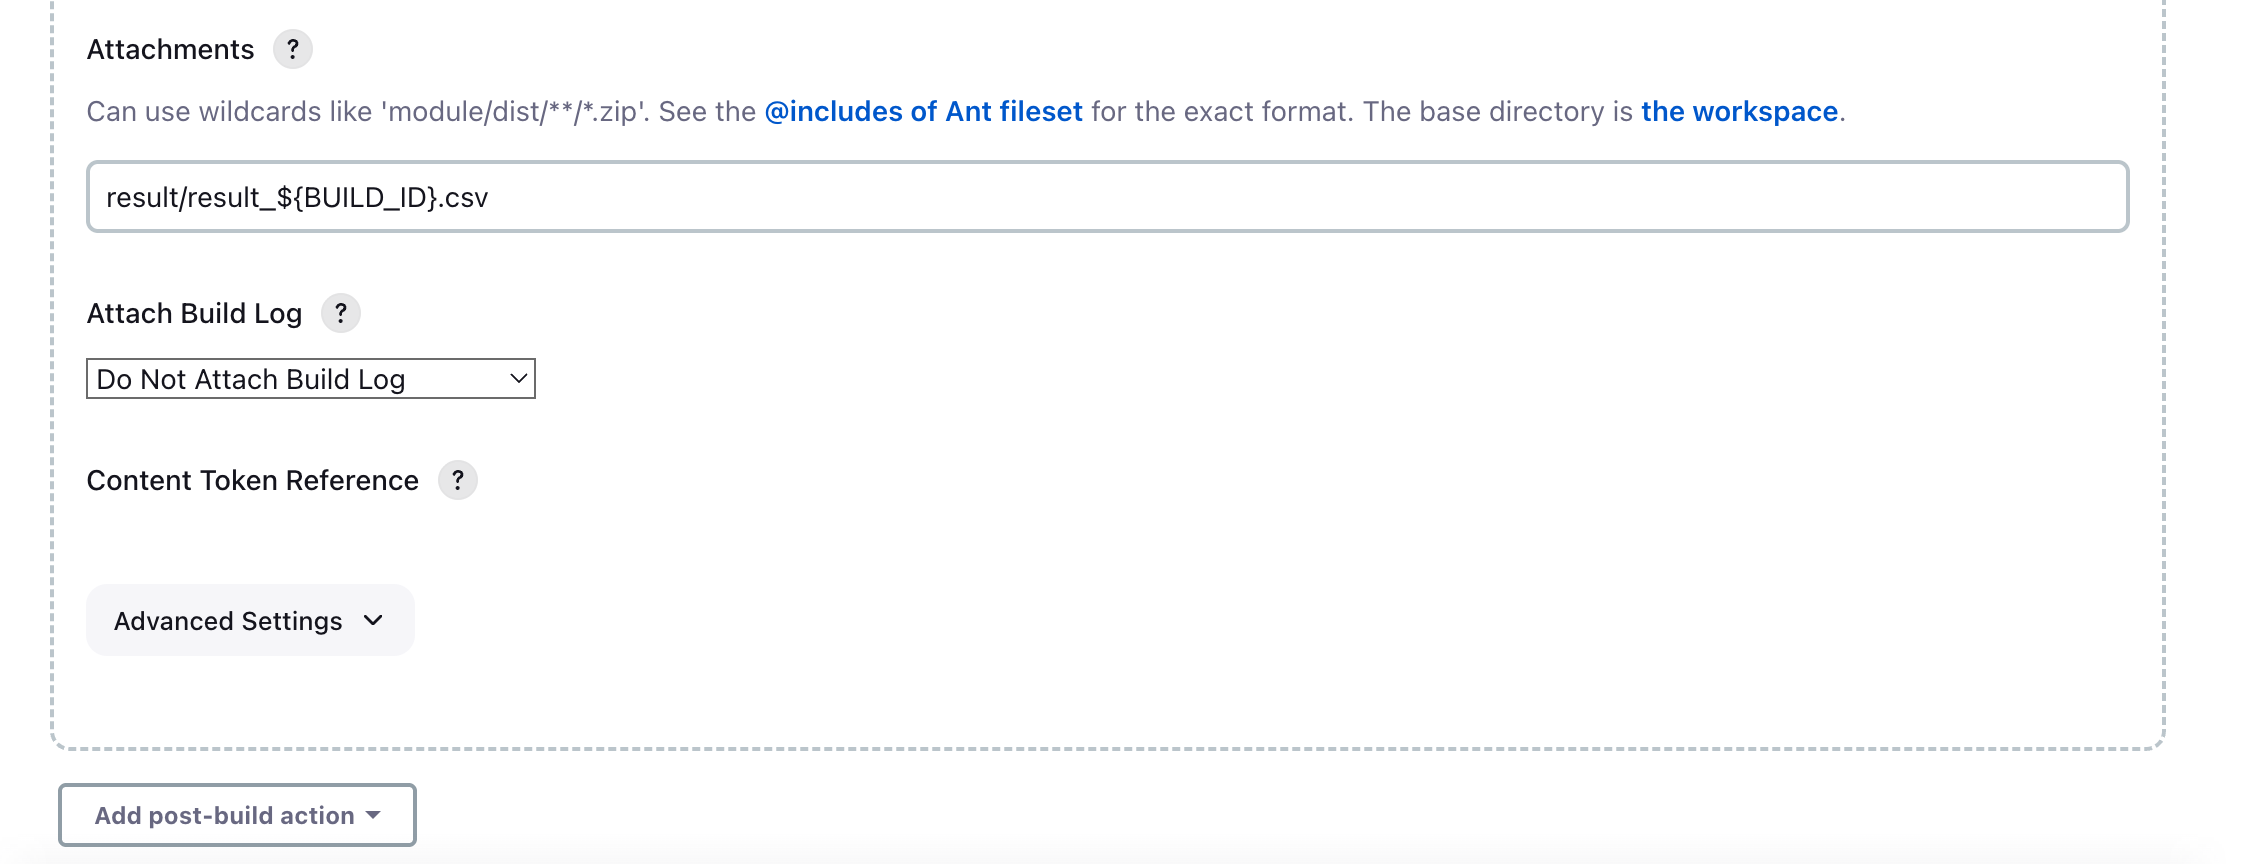 Attachments ?
Can use wildcards like 'module/dist/**/*.zip'. See the @includes of Ant fileset for the exact format. The base directory is the workspace.
result/result_${BUILD_ID}.csv
Attach Build Log ?
Do Not Attach Build Log
Content Token Reference ?
Advanced Settings
Add post-build action